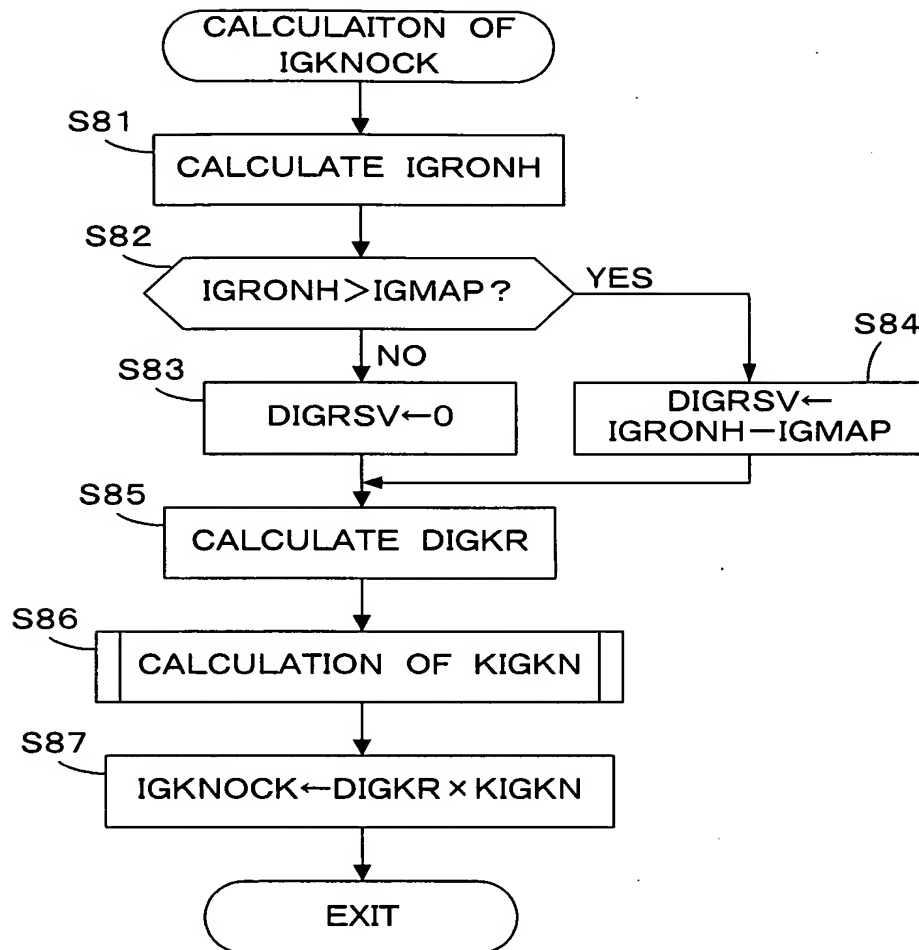 CALCULAITON OF
IGKNOCK
S81
CALCULATE IGRONH
S82
IGRONH>IGMAP?
YES
NO
S83
DIGRSV←0
S84
DIGRSV←
IGRONH−IGMAP
S85
CALCULATE DIGKR
S86
CALCULATION OF KIGKN
S87
IGKNOCK←DIGKR×KIGKN
EXIT